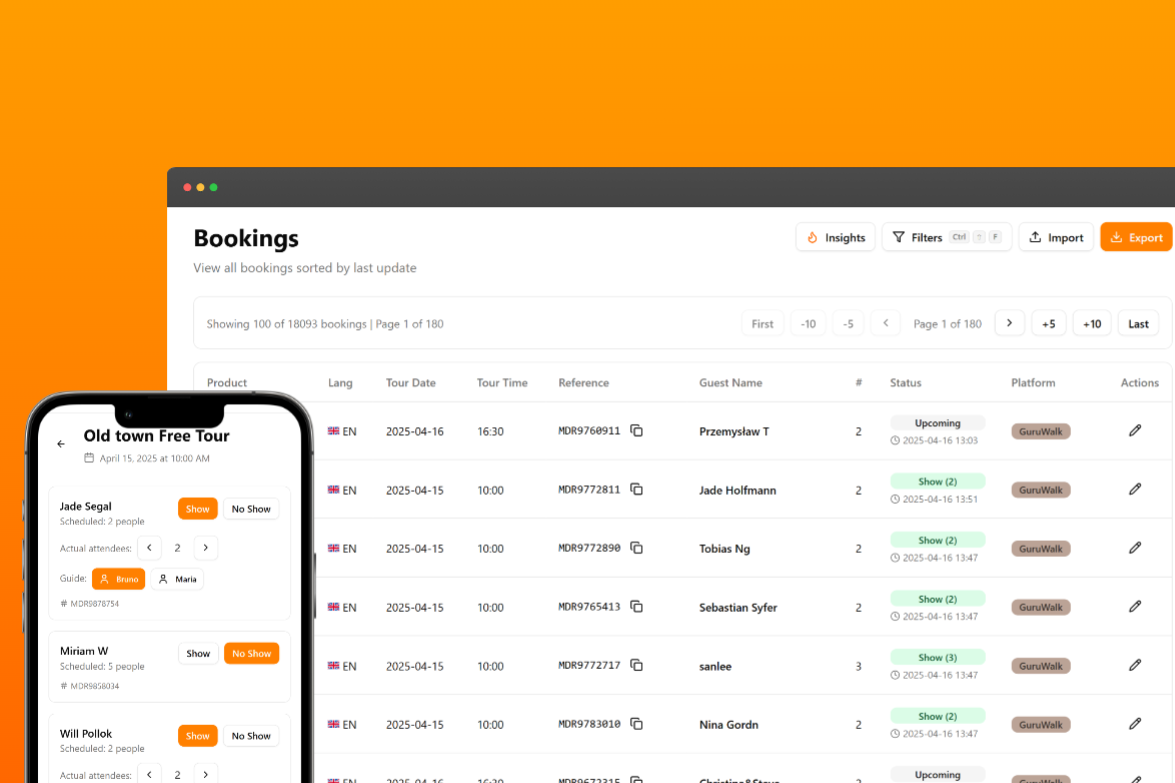 Bookings
View all bookings sorted by last update
Insights
Filters Ctrl ⇧ F
Import
Export
Showing 100 of 18093 bookings | Page 1 of 180
First -10 -5 Page 1 of 180 +5 +10 Last
Product Lang Tour Date Tour Time Reference Guest Name # Status Platform Actions
EN 2025-04-16 16:30 MDR9760911 Przemysław T 2 Upcoming GuruWalk
2025-04-16 13:03
EN 2025-04-15 10:00 MDR9772811 Jade Holfmann 2 Show (2) GuruWalk
2025-04-16 13:51
EN 2025-04-15 10:00 MDR9772890 Tobias Ng 2 Show (2) GuruWalk
2025-04-16 13:47
EN 2025-04-15 10:00 MDR9765413 Sebastian Syfer 2 Show (2) GuruWalk
2025-04-16 13:47
EN 2025-04-15 10:00 MDR9772717 sanlee 3 Show (3) GuruWalk
2025-04-16 13:47
EN 2025-04-15 10:00 MDR9783010 Nina Gordn 2 Show (2) GuruWalk
2025-04-16 13:47
EN 2025-04-16 16:30 MDR9672315 Upcoming GuruWalk
Old town Free Tour
April 15, 2025 at 10:00 AM
Jade Segal Show No Show
Scheduled: 2 people
Actual attendees: 2
Guide: Bruno Maria
# MDR9878754
Miriam W Show No Show
Scheduled: 5 people
# MDR9858034
Will Pollok Show No Show
Scheduled: 2 people
Actual attendees: 2